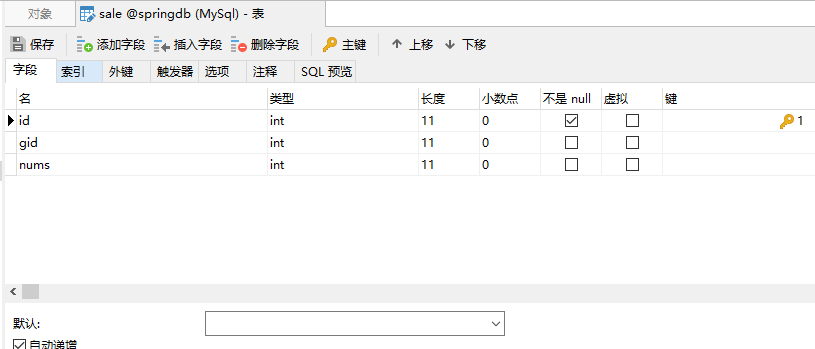 对象 sale @springdb (MySql) - 表
保存 添加字段 插入字段 删除字段 主键 上移 下移
字段 索引 外键 触发器 选项 注释 SQL 预览
名 类型 长度 小数点 不是 null 虚拟 键
id int 11 0 1
gid int 11 0
nums int 11 0
默认:
自动递增